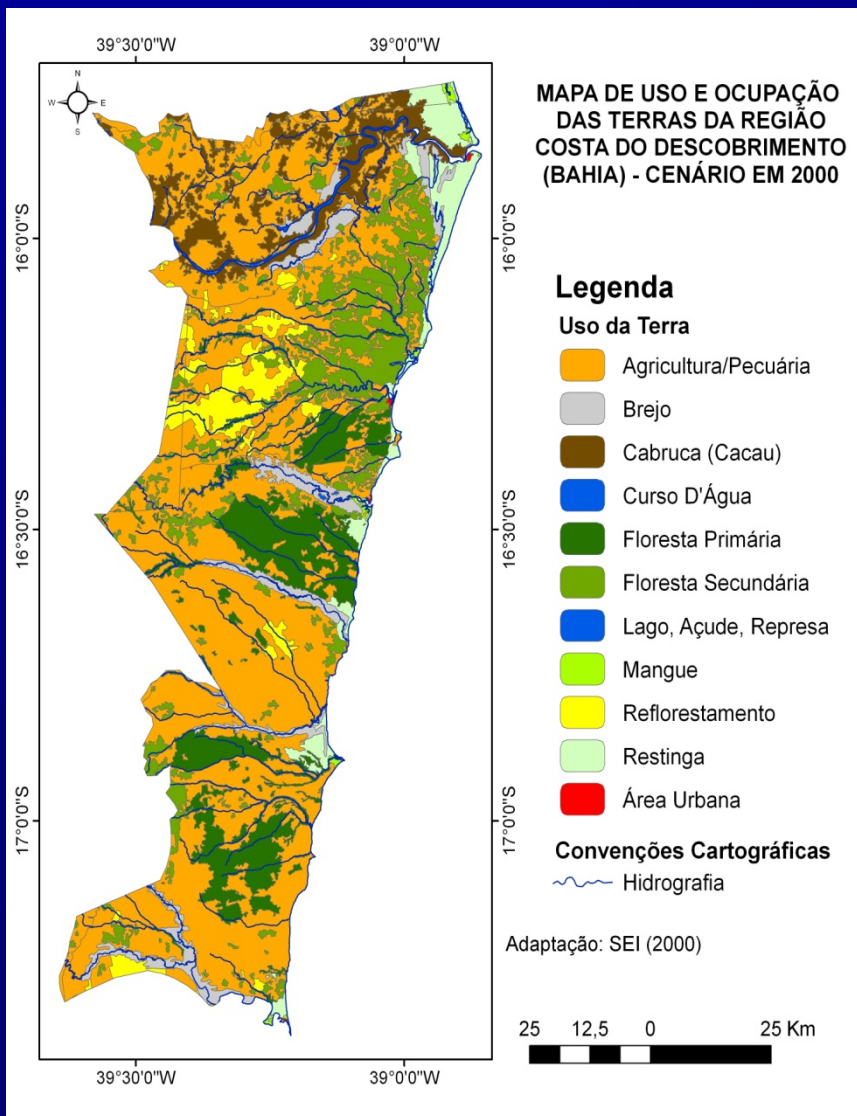 39°30'0"W 39°0'0"W
N
W E
S
MAPA DE USO E OCUPAÇÃO
DAS TERRAS DA REGIÃO
COSTA DO DESCOBRIMENTO
(BAHIA) - CENÁRIO EM 2000
16°0'0"S 16°0'0"S
Legenda
Uso da Terra
Agricultura/Pecuária
Brejo
Cabruca (Cacau)
Curso D'Água
Floresta Primária
Floresta Secundária
Lago, Açude, Represa
Mangue
Reflorestamento
Restinga
Área Urbana
16°30'0"S 16°30'0"S
17°0'0"S 17°0'0"S
Convenções Cartográficas
Hidrografia
Adaptação: SEI (2000)
25 12,5 0 25 Km
39°30'0"W 39°0'0"W